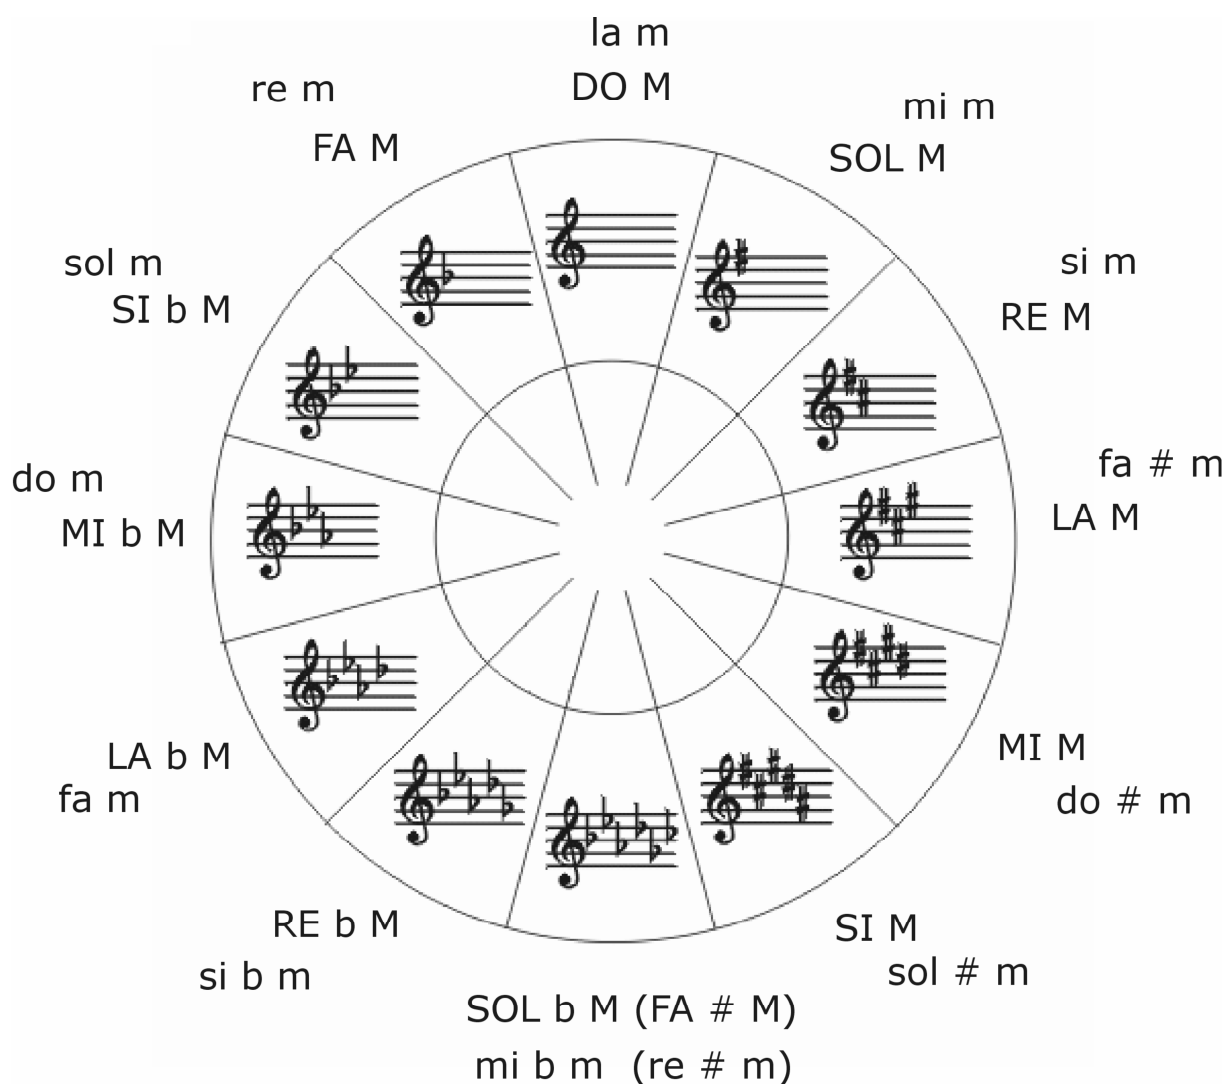 la m
DO M
mi m
SOL M
si m
RE M
fa # m
LA M
MI M
do # m
SI M
sol # m
SOL b M (FA # M)
mi b m (re # m)
RE b M
si b m
LA b M
fa m
do m
MI b M
sol m
SI b M
re m
FA M